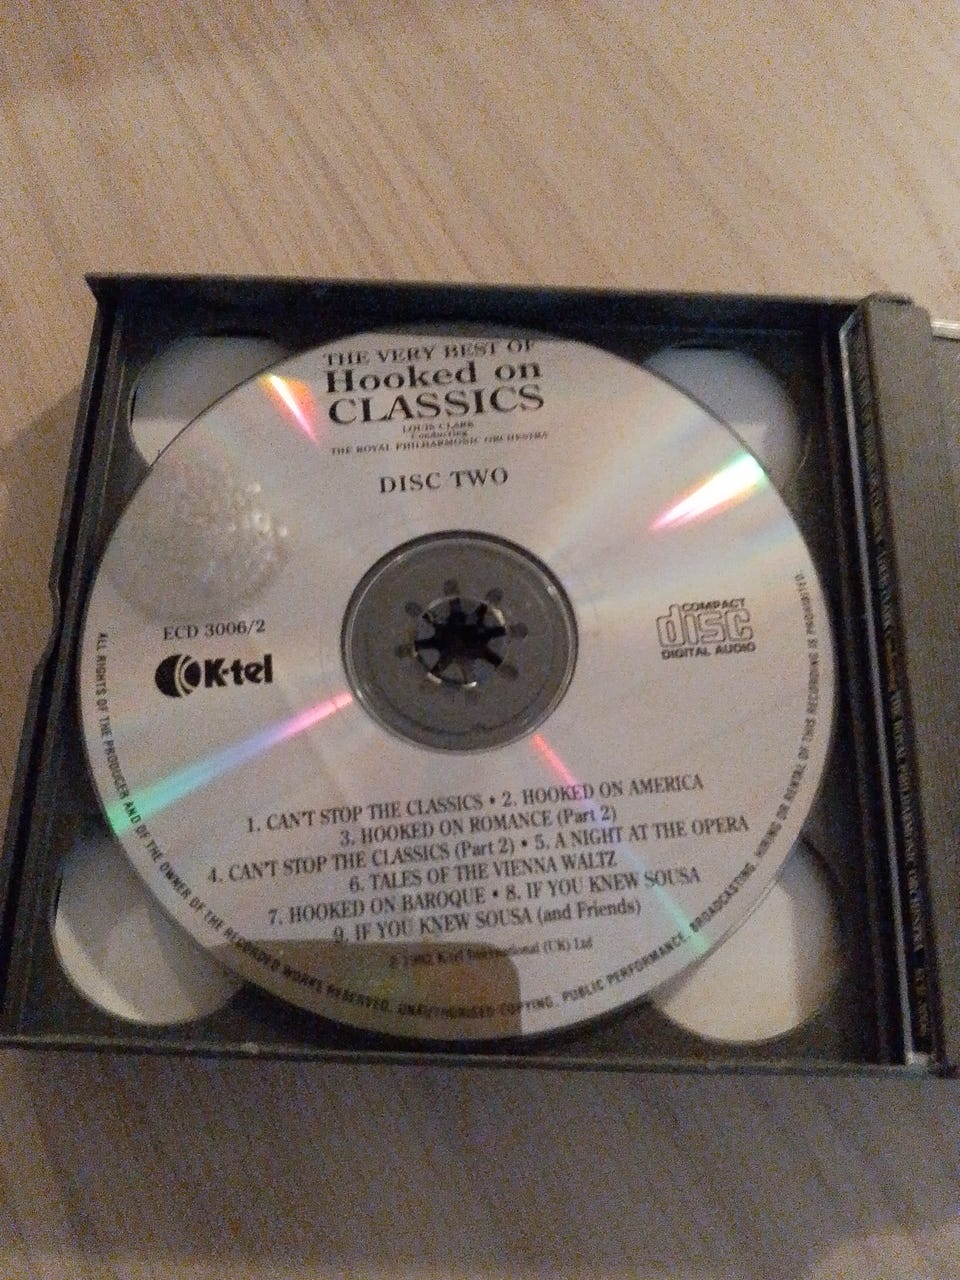 THE VERY BEST OF
Hooked on
CLASSICS
LOUIS CLARK
Conducting
THE ROYAL PHILHARMONIC ORCHESTRA
DISC TWO
ECD 3006/2
K-tel
COMPACT
disc
DIGITAL AUDIO
1. CAN'T STOP THE CLASSICS • 2. HOOKED ON AMERICA
3. HOOKED ON ROMANCE (Part 2)
4. CAN'T STOP THE CLASSICS (Part 2) • 5. A NIGHT AT THE OPERA
6. TALES OF THE VIENNA WALTZ
7. HOOKED ON BAROQUE • 8. IF YOU KNEW SOUSA
9. IF YOU KNEW SOUSA (and Friends)
K-tel International (UK) Ltd
ALL RIGHTS OF THE PRODUCER AND OF THE OWNER OF THE RECORDED WORKS RESERVED. UNAUTHORISED COPYING, PUBLIC PERFORMANCE, BROADCASTING, HIRING OR RENTAL OF THIS RECORDING IS PROHIBITED.